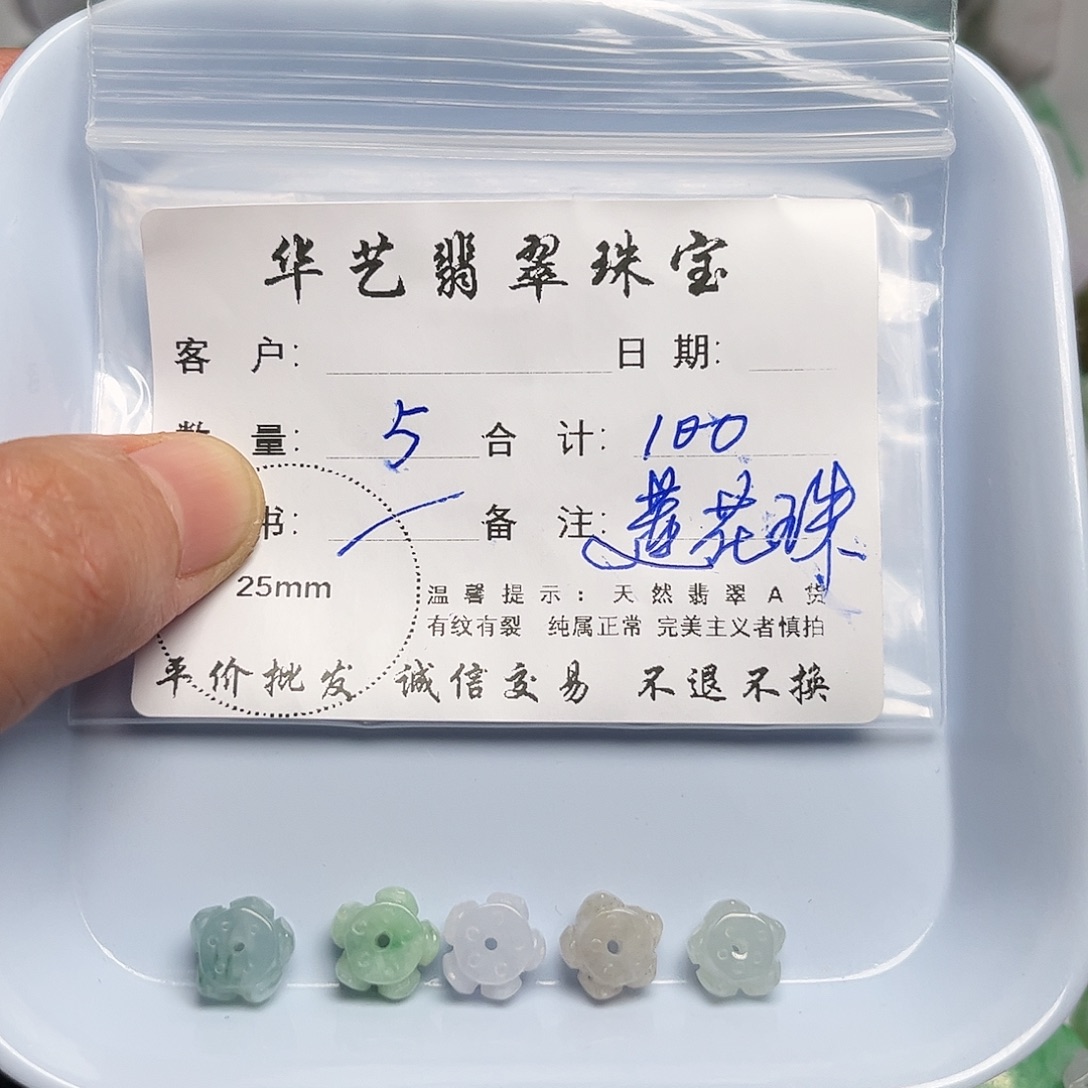 华艺翡翠珠宝
客户： 日期：
数量：5 合计：100
书： 备注：莲花珠
25mm
温馨提示：天然翡翠A货
有纹有裂 纯属正常 完美主义者慎拍
平价批发 诚信交易 不退不换